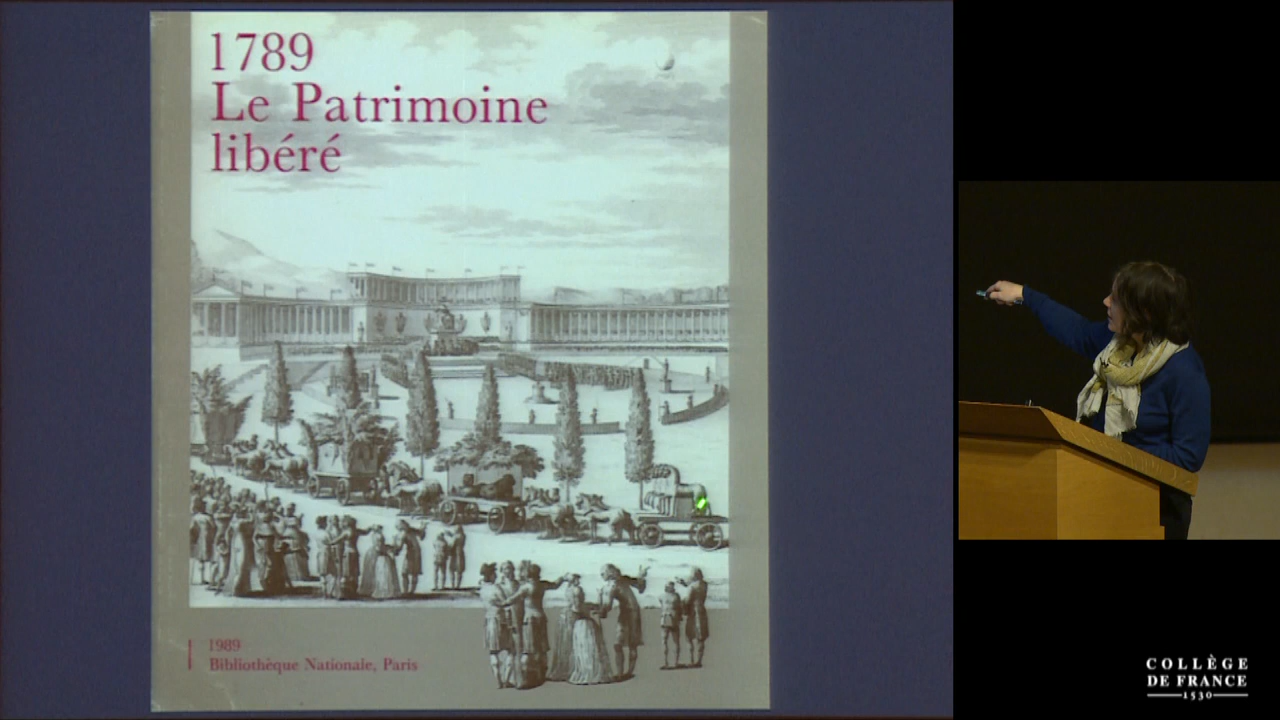 1789
Le Patrimoine
libéré
1989
Bibliothèque Nationale, Paris
COLLÈGE
DE FRANCE
1530